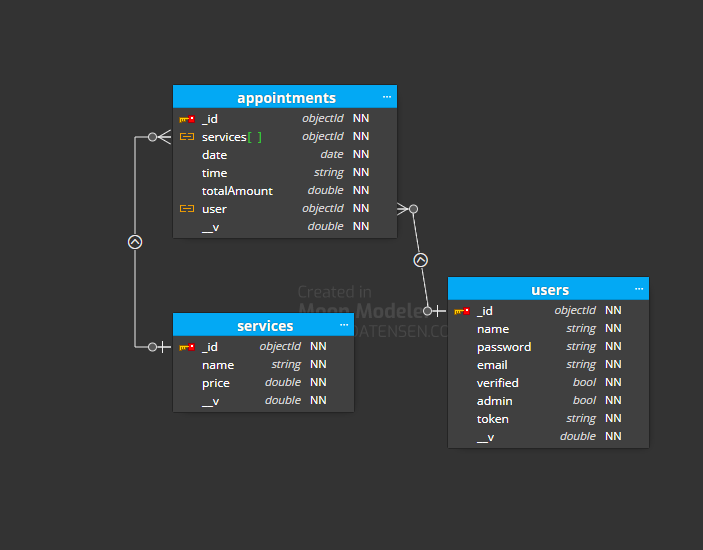 appointments ...
_id objectId NN
services[ ] objectId NN
date date NN
time string NN
totalAmount double NN
user objectId NN
__v double NN
Created in
Moon Modeler
DATENSEN.CO
services ...
_id objectId NN
name string NN
price double NN
__v double NN
users ...
_id objectId NN
name string NN
password string NN
email string NN
verified bool NN
admin bool NN
token string NN
__v double NN